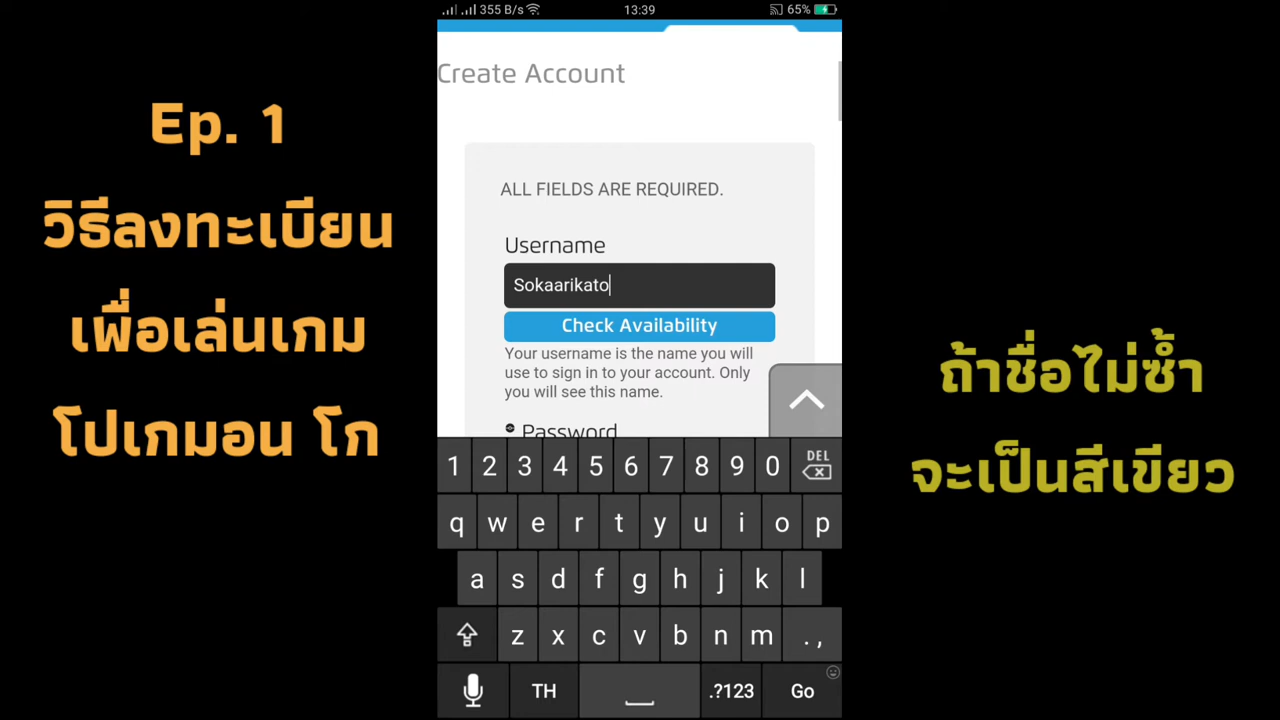 Ep. 1
วิธีลงทะเบียน
เพื่อเล่นเกม
โปเกมอน โก
355 B/s
13:39
65%
Create Account
ALL FIELDS ARE REQUIRED.
Username
Sokaarikato
Check Availability
Your username is the name you will
use to sign in to your account. Only
you will see this name.
Password
1 2 3 4 5 6 7 8 9 0 DEL
q w e r t y u i o p
a s d f g h j k l
z x c v b n m . ,
TH .?123 Go
ถ้าชื่อไม่ซ้ำ
จะเป็นสีเขียว